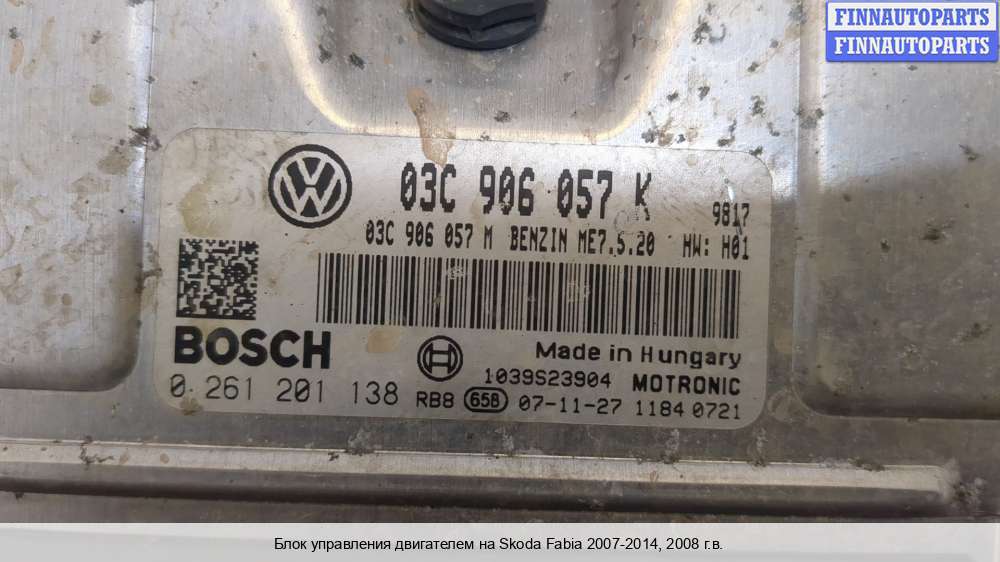 FINNAUTOPARTS
FINNAUTOPARTS
03C 906 057 K 9817
03C 906 057 M BENZIN ME7.5.20 HW: H01
BOSCH
Made in Hungary
1039S23904 MOTRONIC
0 261 201 138 RB8 65B 07-11-27 1184 0721
Блок управления двигателем на Skoda Fabia 2007-2014, 2008 г.в.